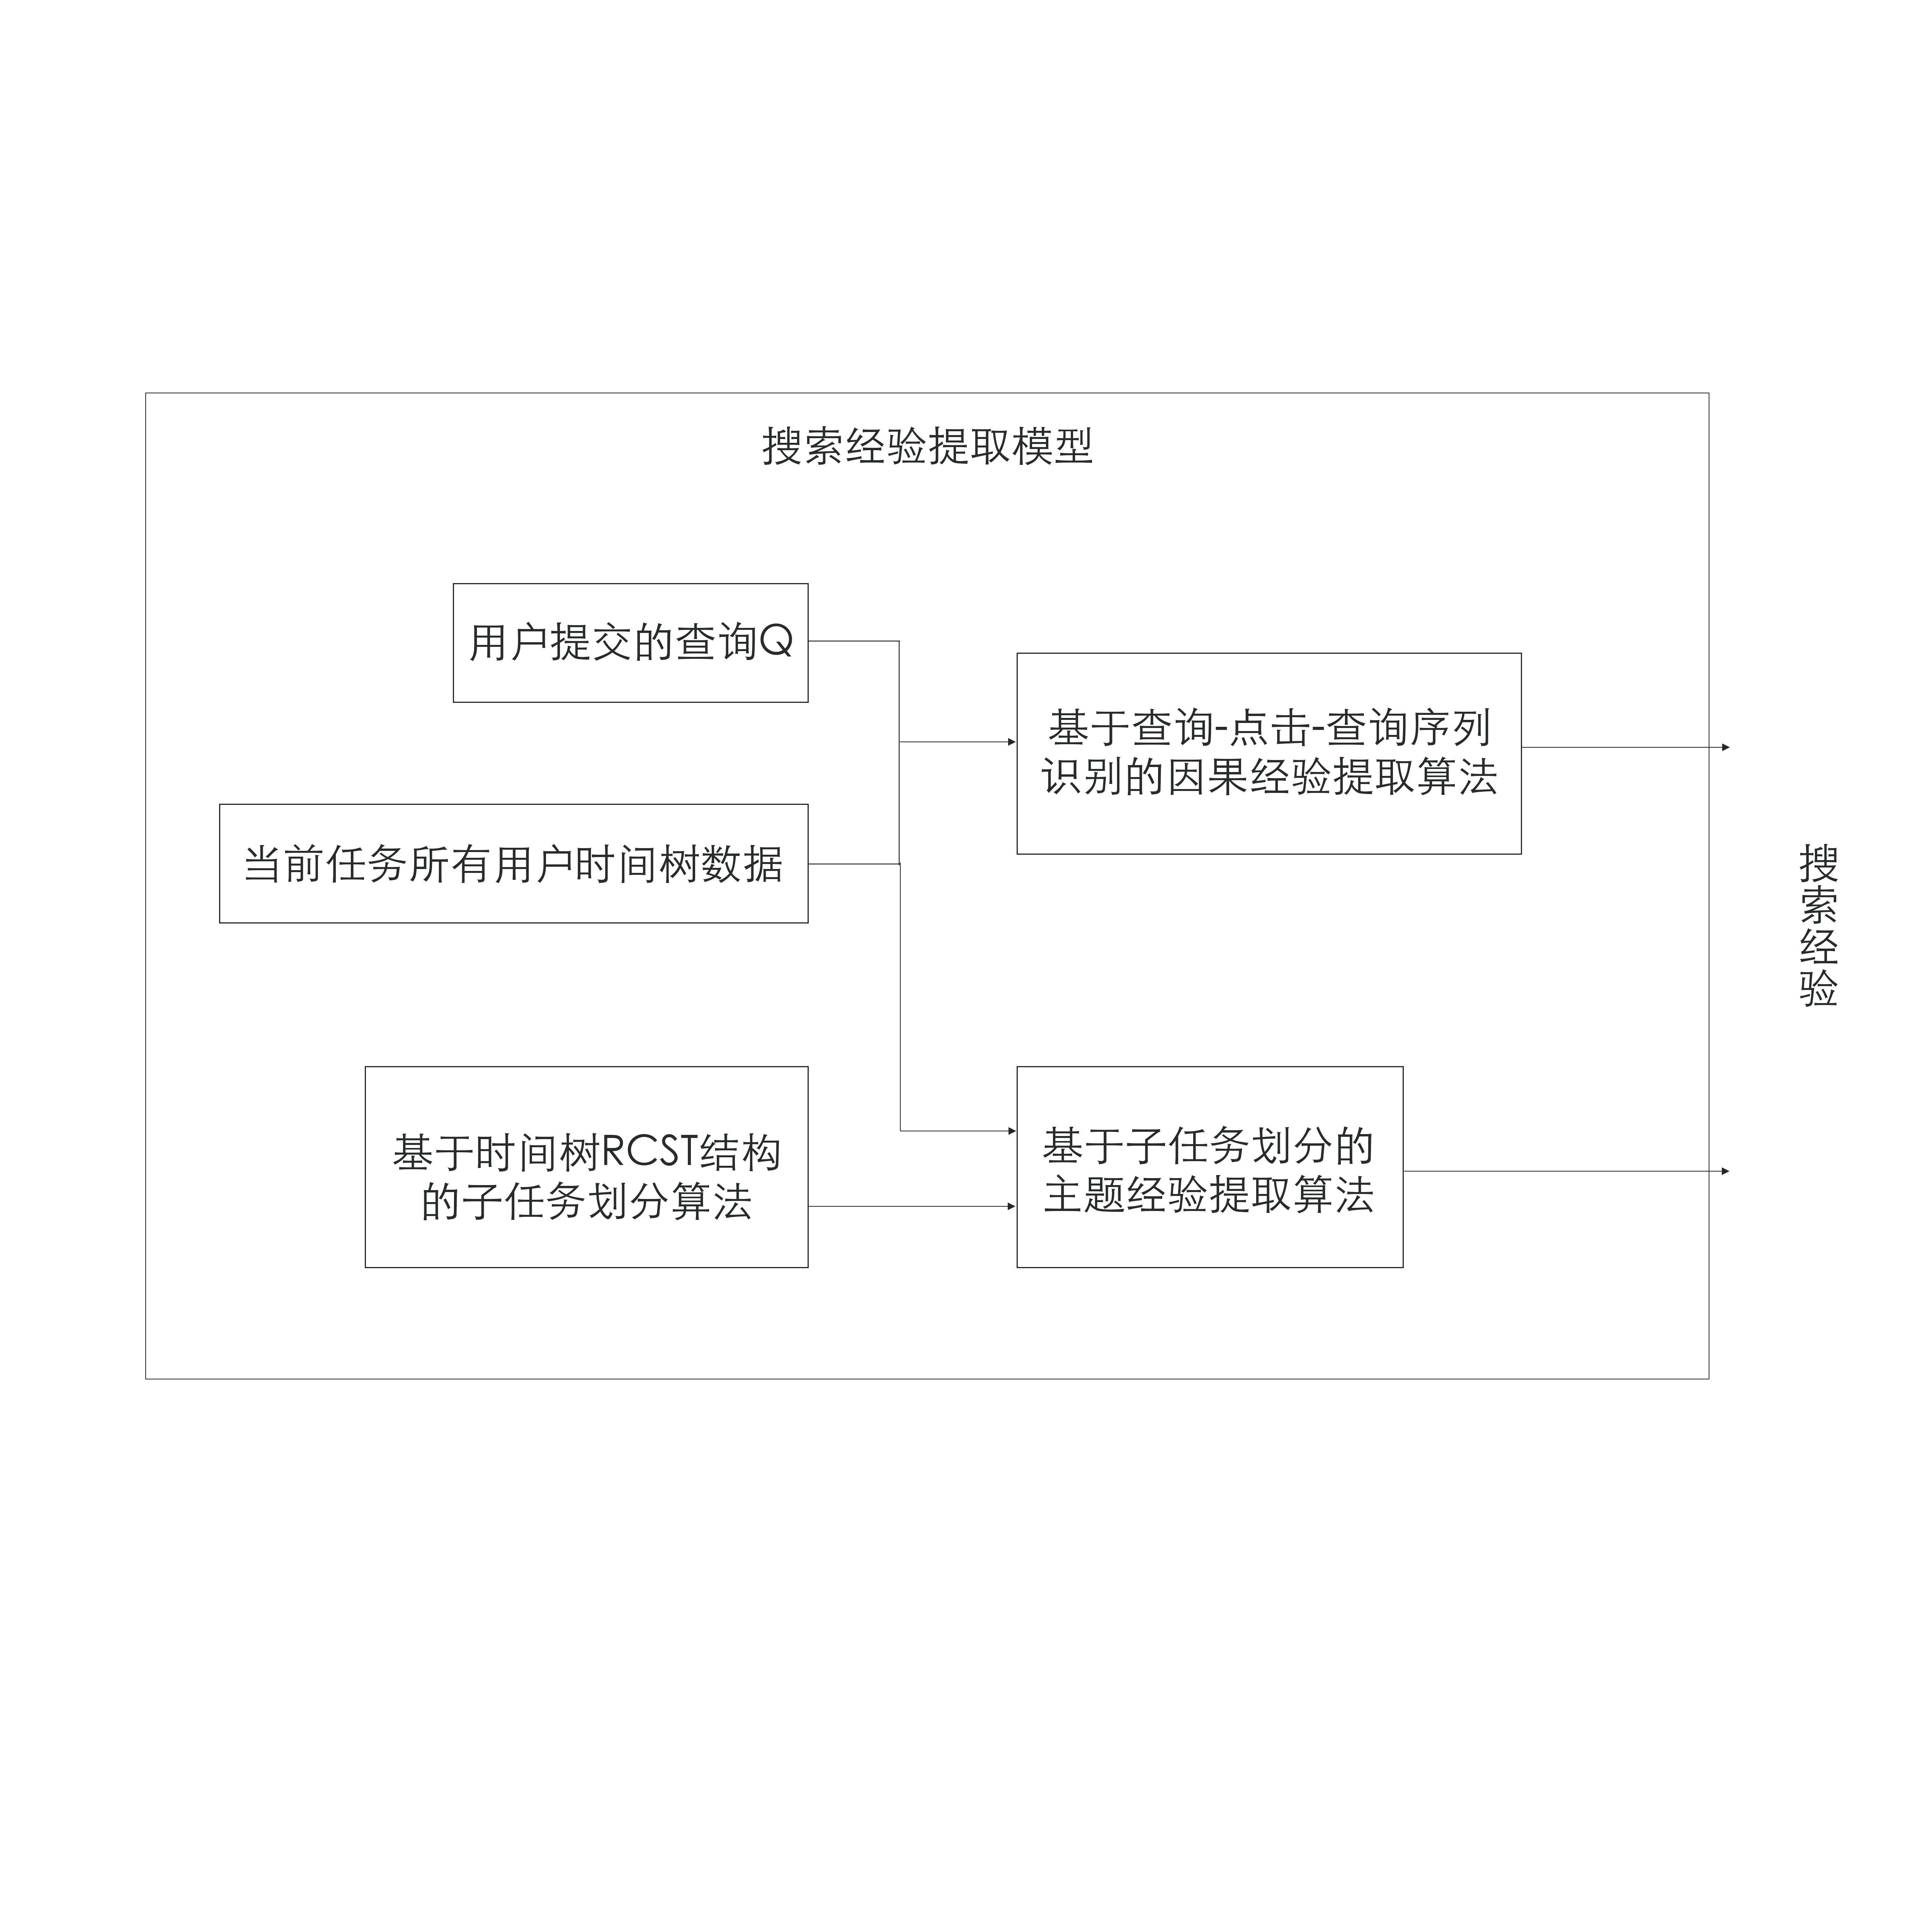 搜索经验提取模型
用户提交的查询Q
基于查询-点击-查询序列
识别的因果经验提取算法
当前任务所有用户时间树数据
搜索经验
基于时间树RCST结构
的子任务划分算法
基于子任务划分的
主题经验提取算法